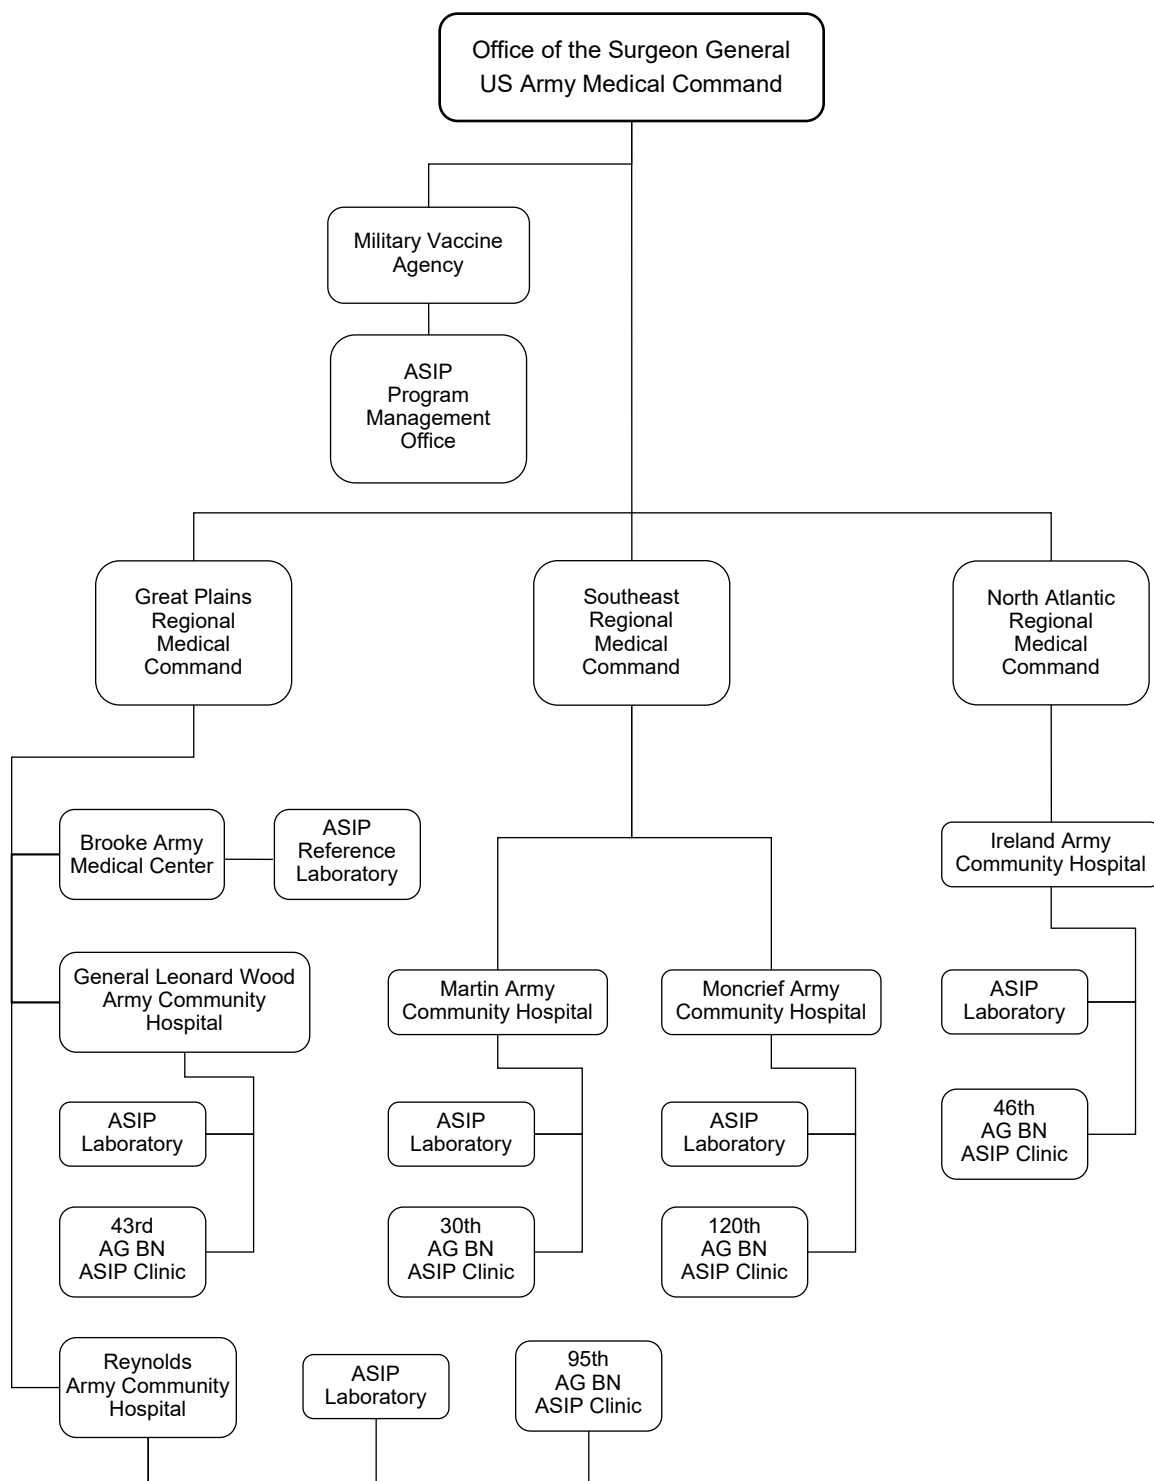 Office of the Surgeon General
US Army Medical Command
Military Vaccine
Agency
ASIP
Program
Management
Office
Great Plains
Regional
Medical
Command
Southeast
Regional
Medical
Command
North Atlantic
Regional
Medical
Command
Brooke Army
Medical Center
ASIP
Reference
Laboratory
Ireland Army
Community Hospital
General Leonard Wood
Army Community
Hospital
Martin Army
Community Hospital
Moncrief Army
Community Hospital
ASIP
Laboratory
ASIP
Laboratory
ASIP
Laboratory
ASIP
Laboratory
46th
AG BN
ASIP Clinic
43rd
AG BN
ASIP Clinic
30th
AG BN
ASIP Clinic
120th
AG BN
ASIP Clinic
Reynolds
Army Community
Hospital
ASIP
Laboratory
95th
AG BN
ASIP Clinic